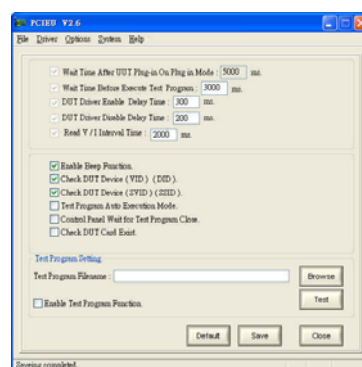 PCIEU V2.6
File Driver Options System Help
Wait Time After UUT Plug-in On Plug in Mode : 5000 ms.
Wait Time Before Execute Test Program : 3000 ms.
DUT Driver Enable Delay Time : 300 ms.
DUT Driver Disable Delay Time : 200 ms.
Read V / I Interval Time : 2000 ms.
Enable Beep Function.
Check DUT Device ( VID ) ( DID ).
Check DUT Device ( SVID ) ( SSID ).
Test Program Auto Execution Mode.
Control Panel Wait for Test Program Close.
Check DUT Card Exist.
Test Program Setting
Test Program Filename : Browse
Enable Test Program Function. Test
Default Save Close
Saveing completed.